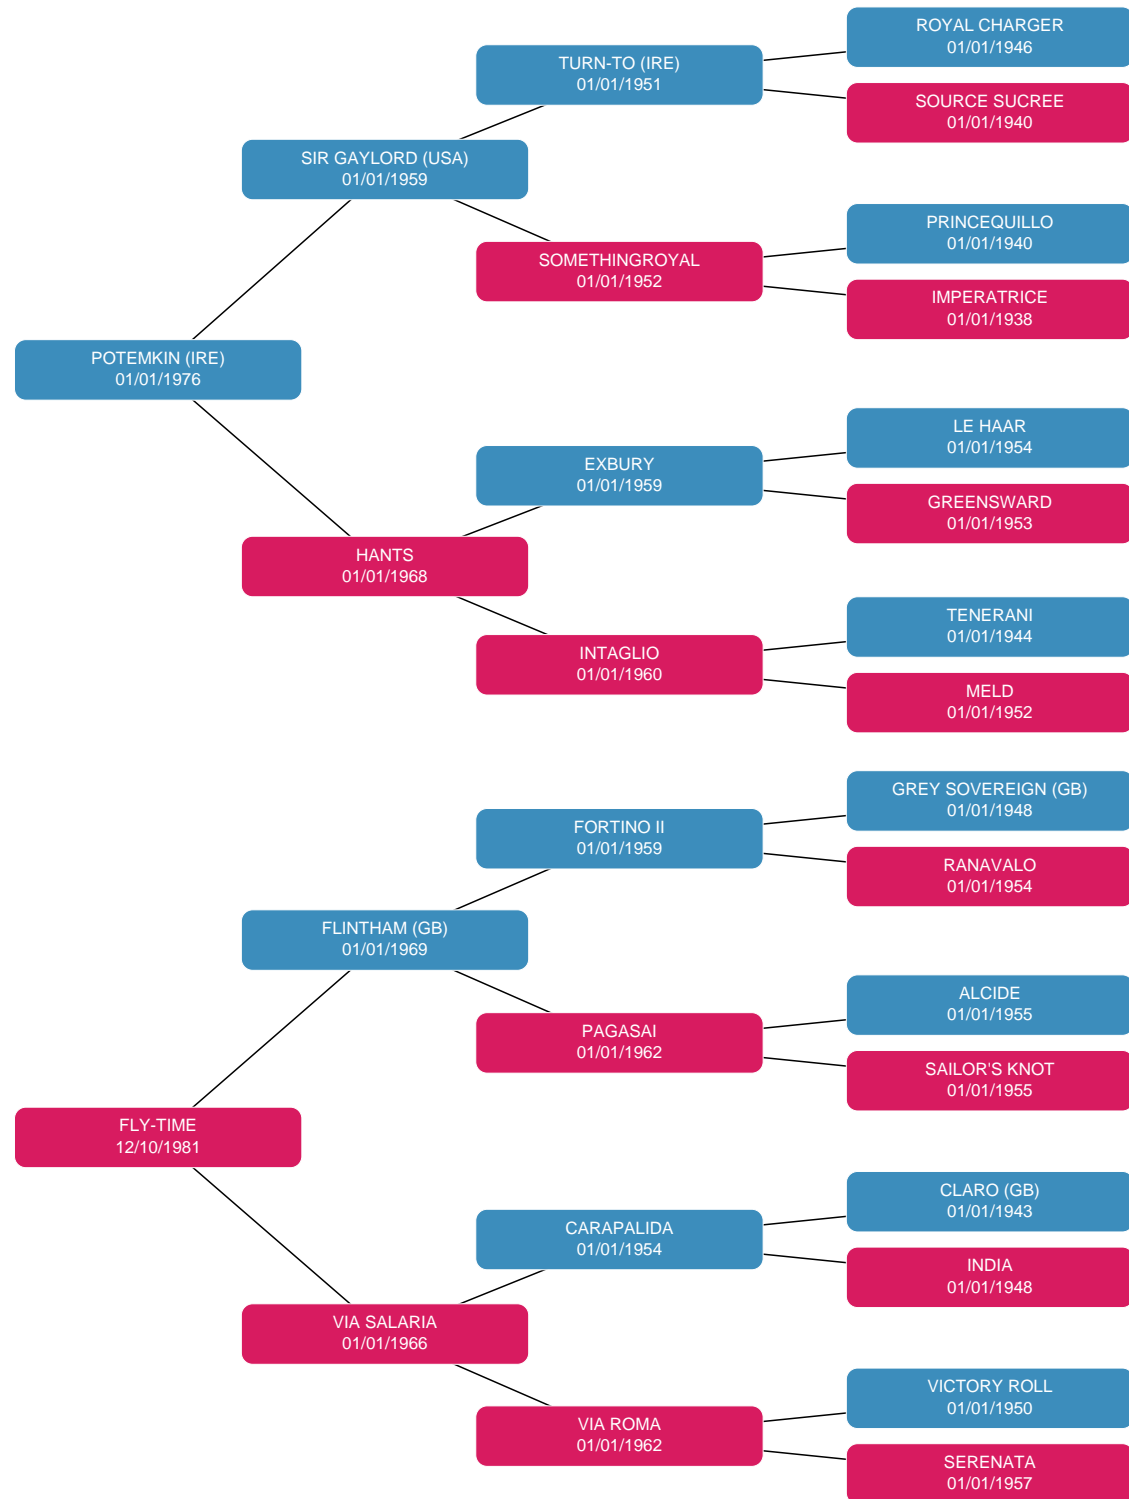 ROYAL CHARGER
01/01/1946
TURN-TO (IRE)
01/01/1951
SOURCE SUCREE
01/01/1940
SIR GAYLORD (USA)
01/01/1959
PRINCEQUILLO
01/01/1940
SOMETHINGROYAL
01/01/1952
IMPERATRICE
01/01/1938
POTEMKIN (IRE)
01/01/1976
LE HAAR
01/01/1954
EXBURY
01/01/1959
GREENSWARD
01/01/1953
HANTS
01/01/1968
TENERANI
01/01/1944
INTAGLIO
01/01/1960
MELD
01/01/1952
GREY SOVEREIGN (GB)
01/01/1948
FORTINO II
01/01/1959
RANAVALO
01/01/1954
FLINTHAM (GB)
01/01/1969
ALCIDE
01/01/1955
PAGASAI
01/01/1962
SAILOR'S KNOT
01/01/1955
FLY-TIME
12/10/1981
CLARO (GB)
01/01/1943
CARAPALIDA
01/01/1954
INDIA
01/01/1948
VIA SALARIA
01/01/1966
VICTORY ROLL
01/01/1950
VIA ROMA
01/01/1962
SERENATA
01/01/1957